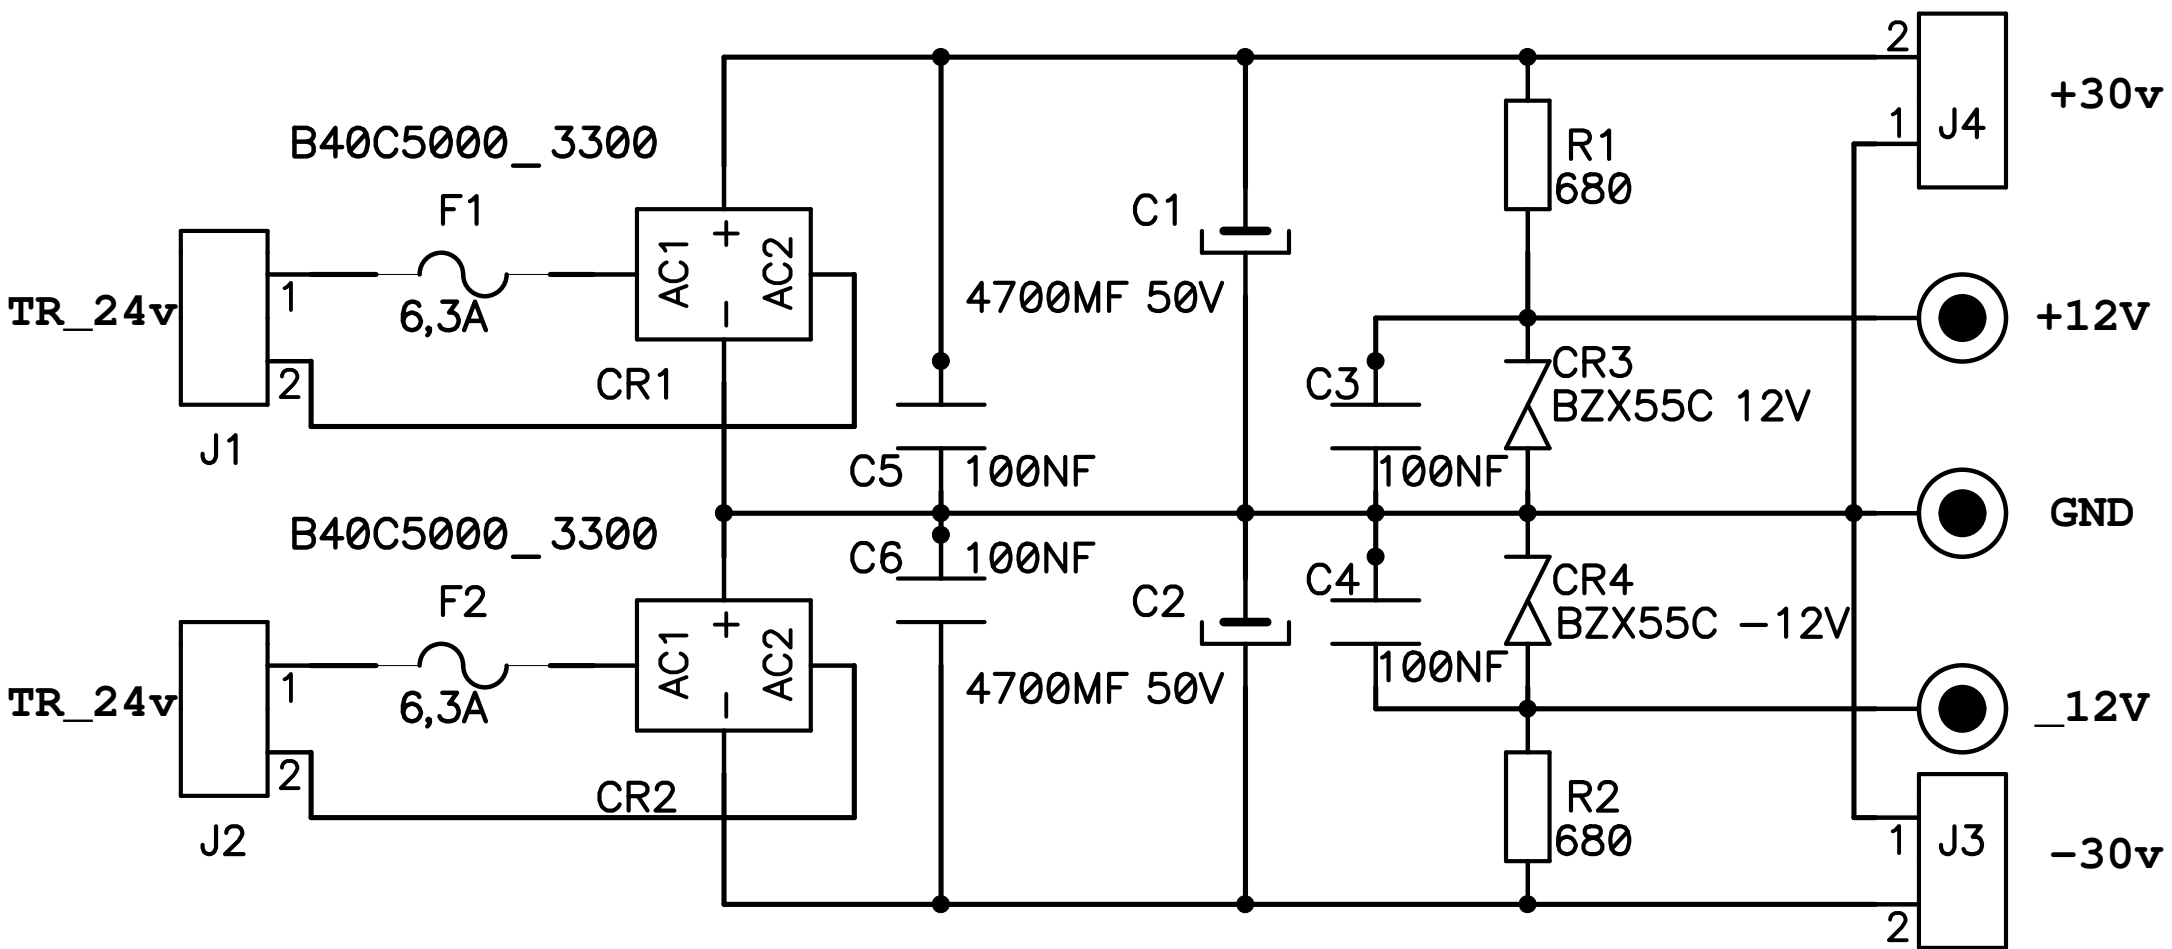 2
+30v
1
J4
B40C5000_3300
R1
680
F1
C1
+
AC1
AC2
-
1
TR_24v
6,3A
4700MF 50V
+12V
2
CR1
C3
CR3
BZX55C 12V
J1
C5
100NF
100NF
GND
B40C5000_3300
C6
100NF
F2
C2
C4
CR4
BZX55C -12V
+
AC1
AC2
-
1
TR_24v
6,3A
4700MF 50V
100NF
_12V
2
CR2
R2
680
J2
1
J3
-30v
2